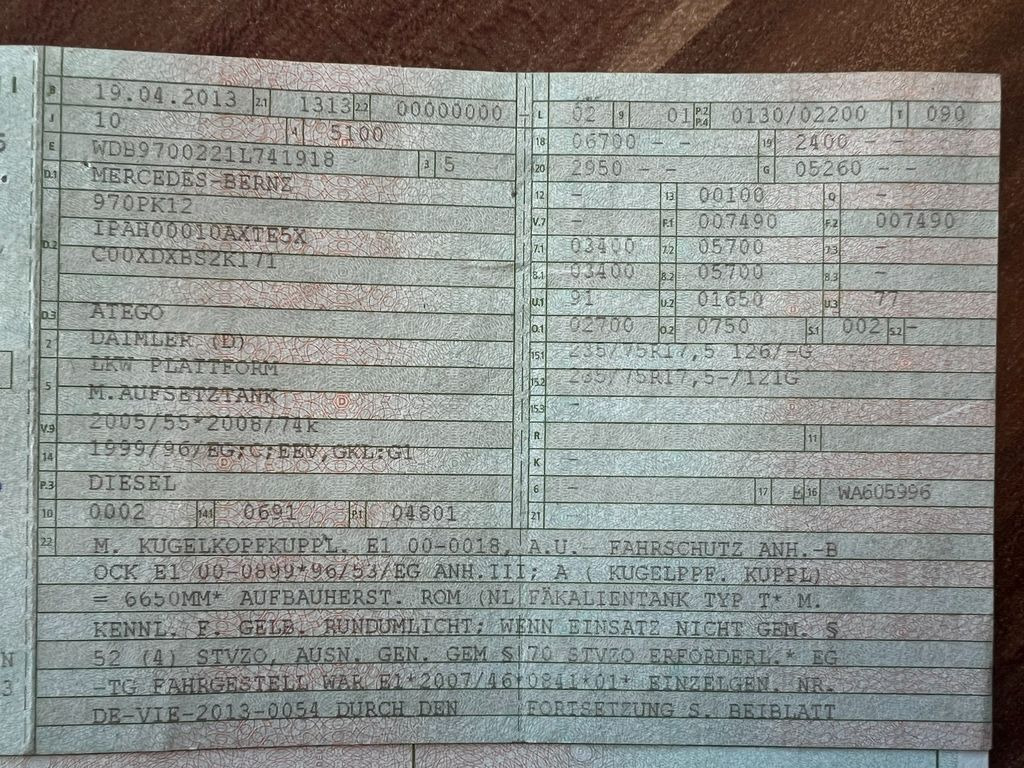 B 19.04.2013 2.1 1313 2.2 00000000
J 10 4 5100
E WDB9700221L741918 3 5
D.1 MERCEDES-BERNZ
970PK12
D.2 IPAH00010AXTE5X
C00XDXBS2K171
D.3 ATEGO
2 DAIMLER (D)
LKW PLATTFORM
5 M.AUFSETZTANK
V.9 2005/55*2008/74k
14 1999/96/EG;C;EEV,GKL:G1
P.3 DIESEL
10 0002 14.1 0691 P.1 04801
L 02 9 01 P.2 P.4 0130/02200 T 090
18 06700 - - 19 2400 - -
20 2950 - - G 05260 - -
12 - 13 00100 Q
V.7 - F.1 007490 F.2 007490
7.1 03400 7.2 05700 7.3 -
8.1 03400 8.2 05700 8.3 -
U.1 91 U.2 01650 U.3 77
O.1 02700 O.2 0750 S.1 002 S.2 -
15.1 235/75R17,5 126/-G
15.2 235/75R17,5-/121G
15.3 -
R 11
K -
6 - 17 E 16 WA605996
21
22 M. KUGELKOPFKUPPL. E1 00-0018, A.U. FAHRSCHUTZ ANH.-B
OCK E1 00-0899*96/53/EG ANH.III; A ( KUGELPPF. KUPPL)
= 6650MM* AUFBAUHERST. ROM (NL FÄKALIENTANK TYP T* M.
KENNL. F. GELB. RUNDUMLICHT; WENN EINSATZ NICHT GEM. §
52 (4) STVZO, AUSN. GEN. GEM § 70 STVZO ERFORDERL.* EG
-TG FAHRGESTELL WAR E1*2007/46*0841*01* EINZELGEN. NR.
DE-VIE-2013-0054 DURCH DEN FORTSETZUNG S. BEIBLATT